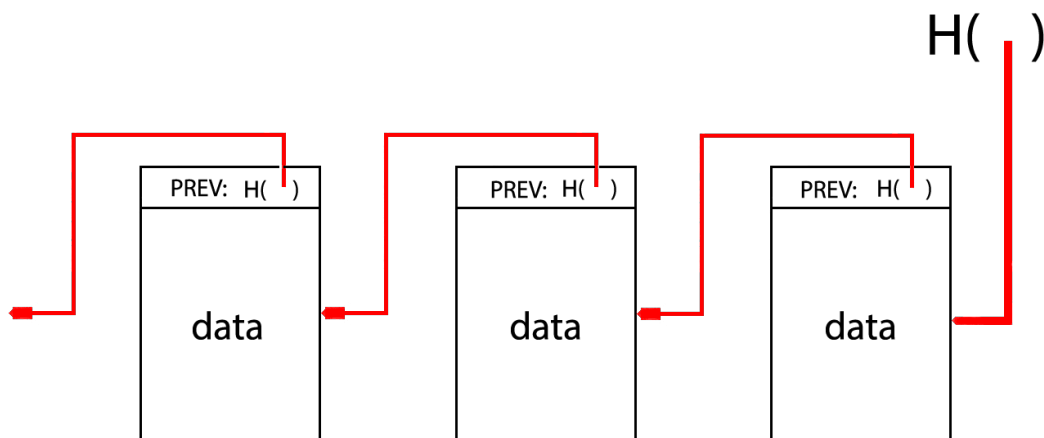 H( )
PREV: H( )
PREV: H( )
PREV: H( )
data
data
data